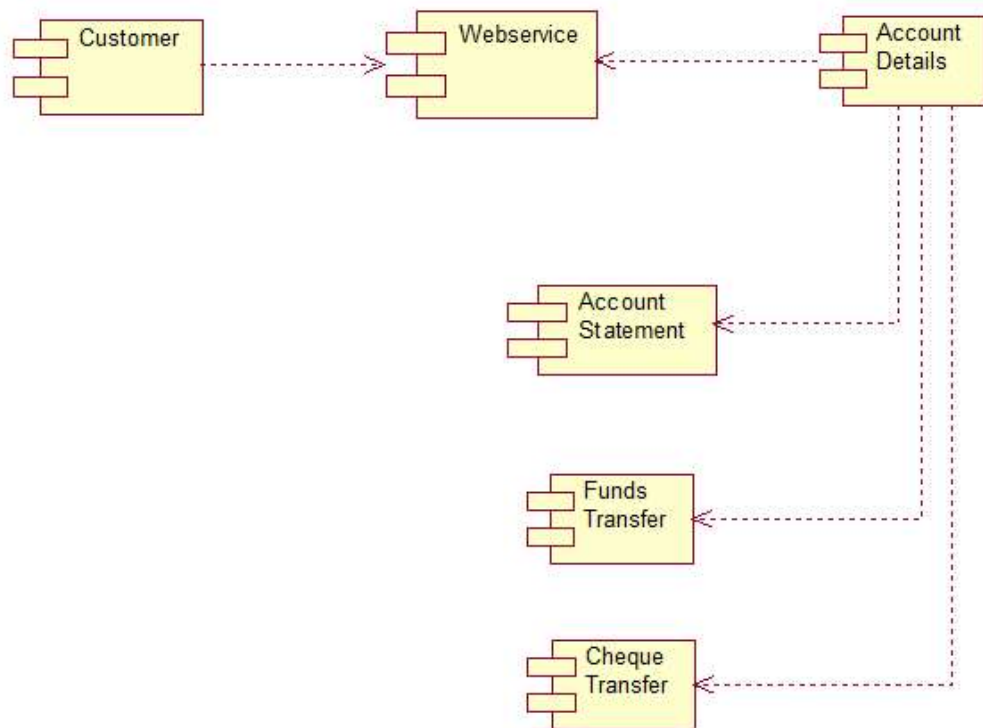 Customer
Webservice
Account
Details
Account
Statement
Funds
Transfer
Cheque
Transfer